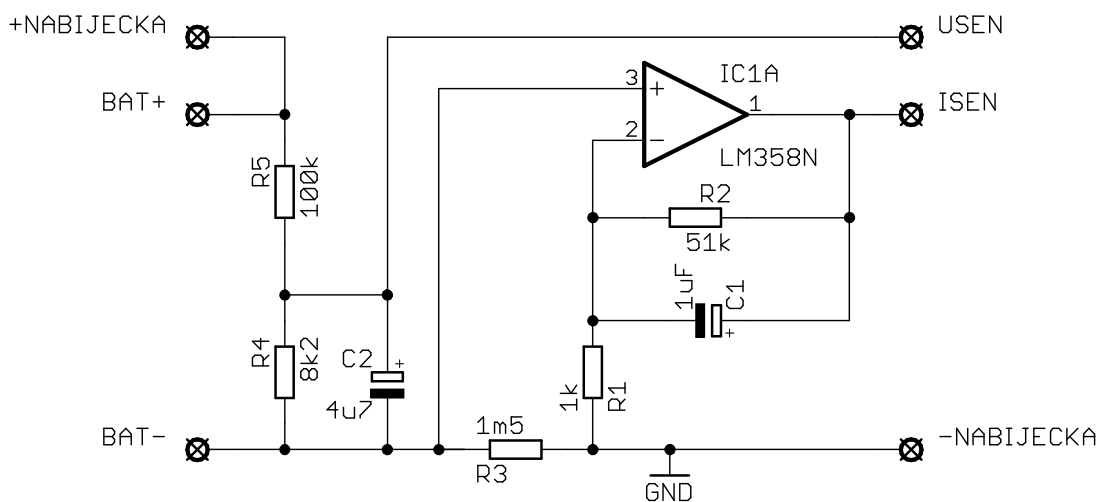 +NABIJECKA
USEN
BAT+
3
+
IC1A
1
ISEN
2
-
LM358N
R5
100k
R2
51k
1uF
C1
+
R4
8k2
C2
+
4u7
1k
R1
BAT-
1m5
R3
-NABIJECKA
GND